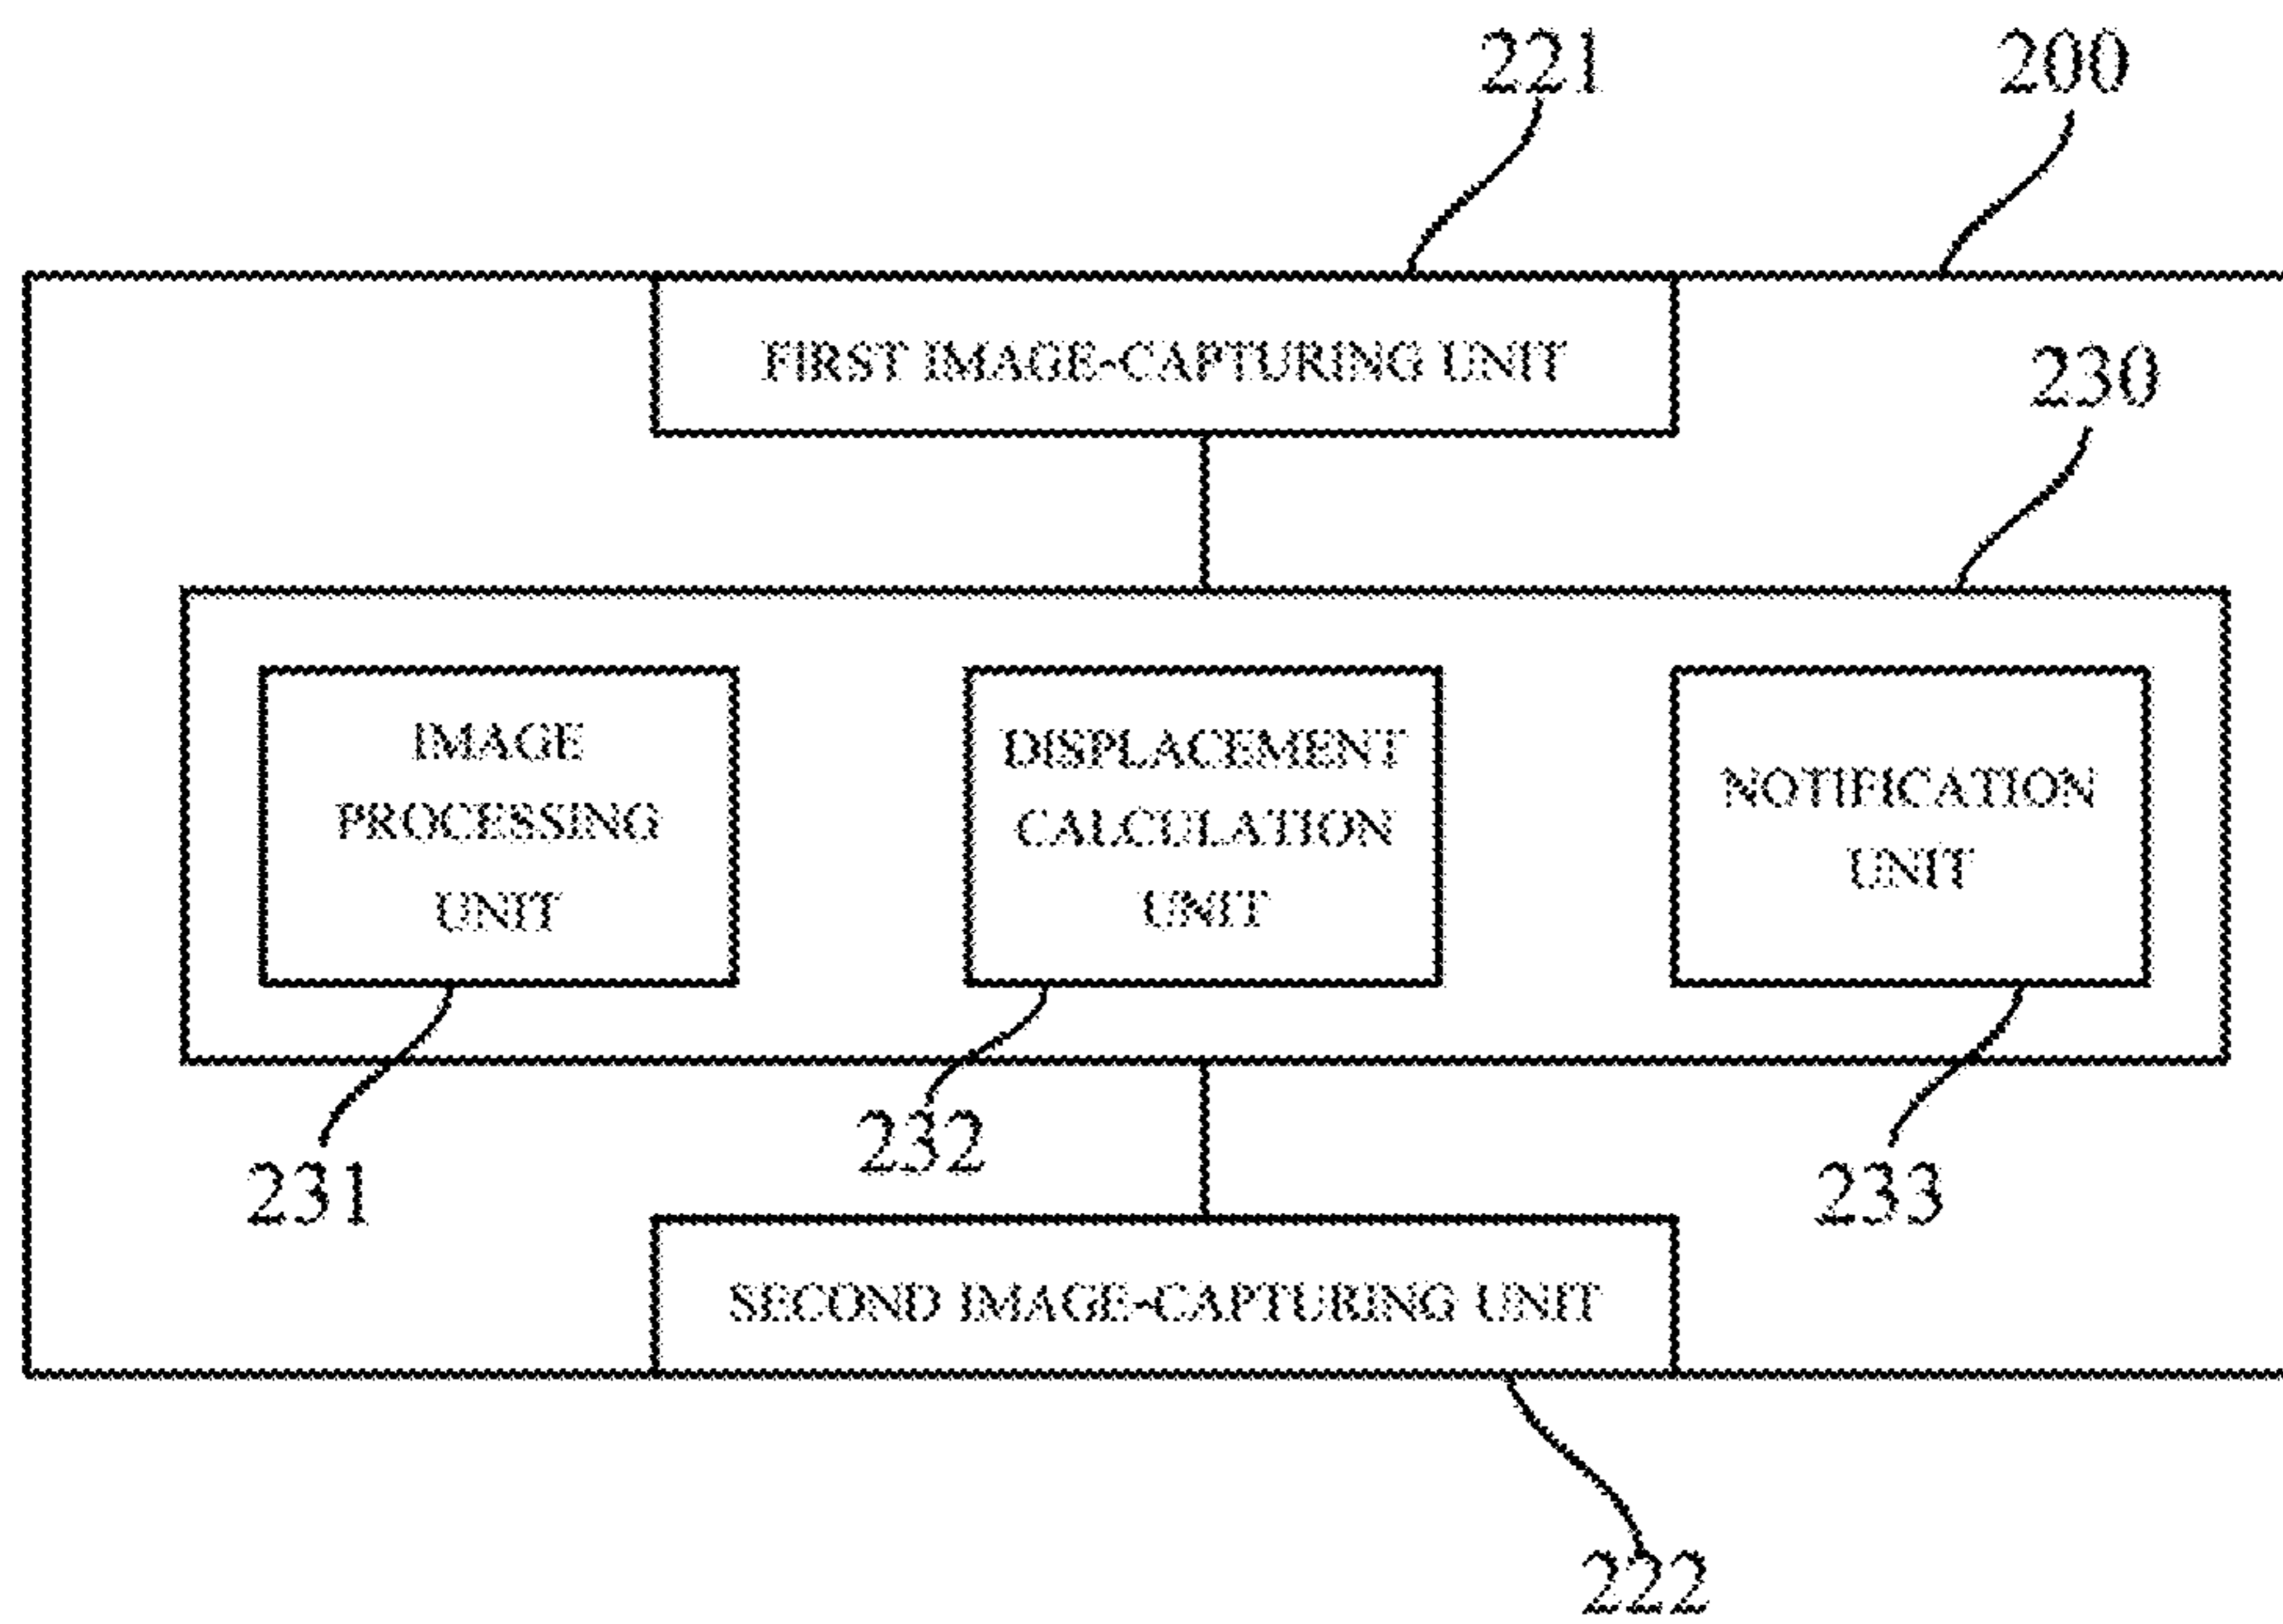 221
200
FIRST IMAGE-CAPTURING UNIT
230
IMAGE
PROCESSING
UNIT
DISPLACEMENT
CALCULATION
UNIT
NOTIFICATION
UNIT
231
232
233
SECOND IMAGE-CAPTURING UNIT
222